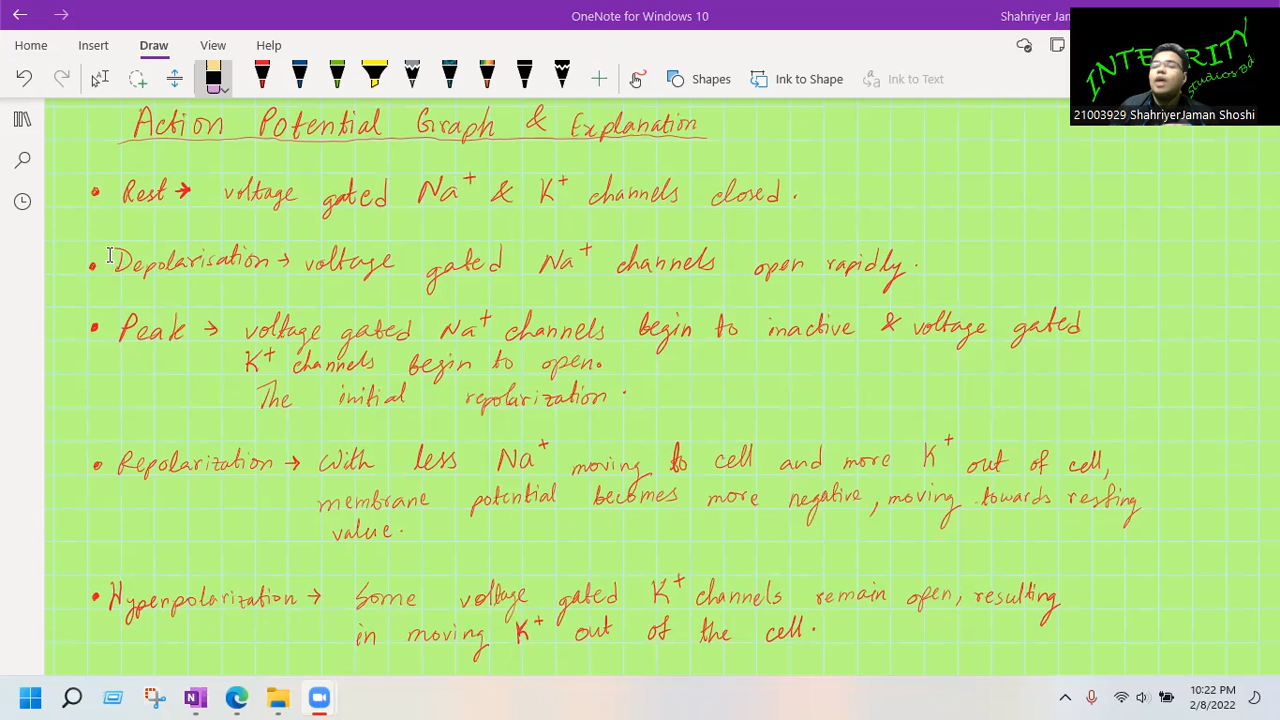 OneNote for Windows 10
Shahriyer Jam
Home Insert Draw View Help
Shapes Ink to Shape Ink to Text
INTEGRITY
Studios Bd
21003929 ShahriyerJaman Shoshi
Action Potential Graph & Explanation
• Rest → voltage gated Na+ & K+ channels closed.
• Depolarisation → voltage gated Na+ channels open rapidly.
• Peak → voltage gated Na+ channels begin to inactive & voltage gated
K+ channels begin to open.
The initial repolarization.
• Repolarization → With less Na+ moving to cell and more K+ out of cell,
membrane potential becomes more negative, moving towards resting
value.
• Hyperpolarization → Some voltage gated K+ channels remain open, resulting
in moving K+ out of the cell.
10:22 PM
2/8/2022